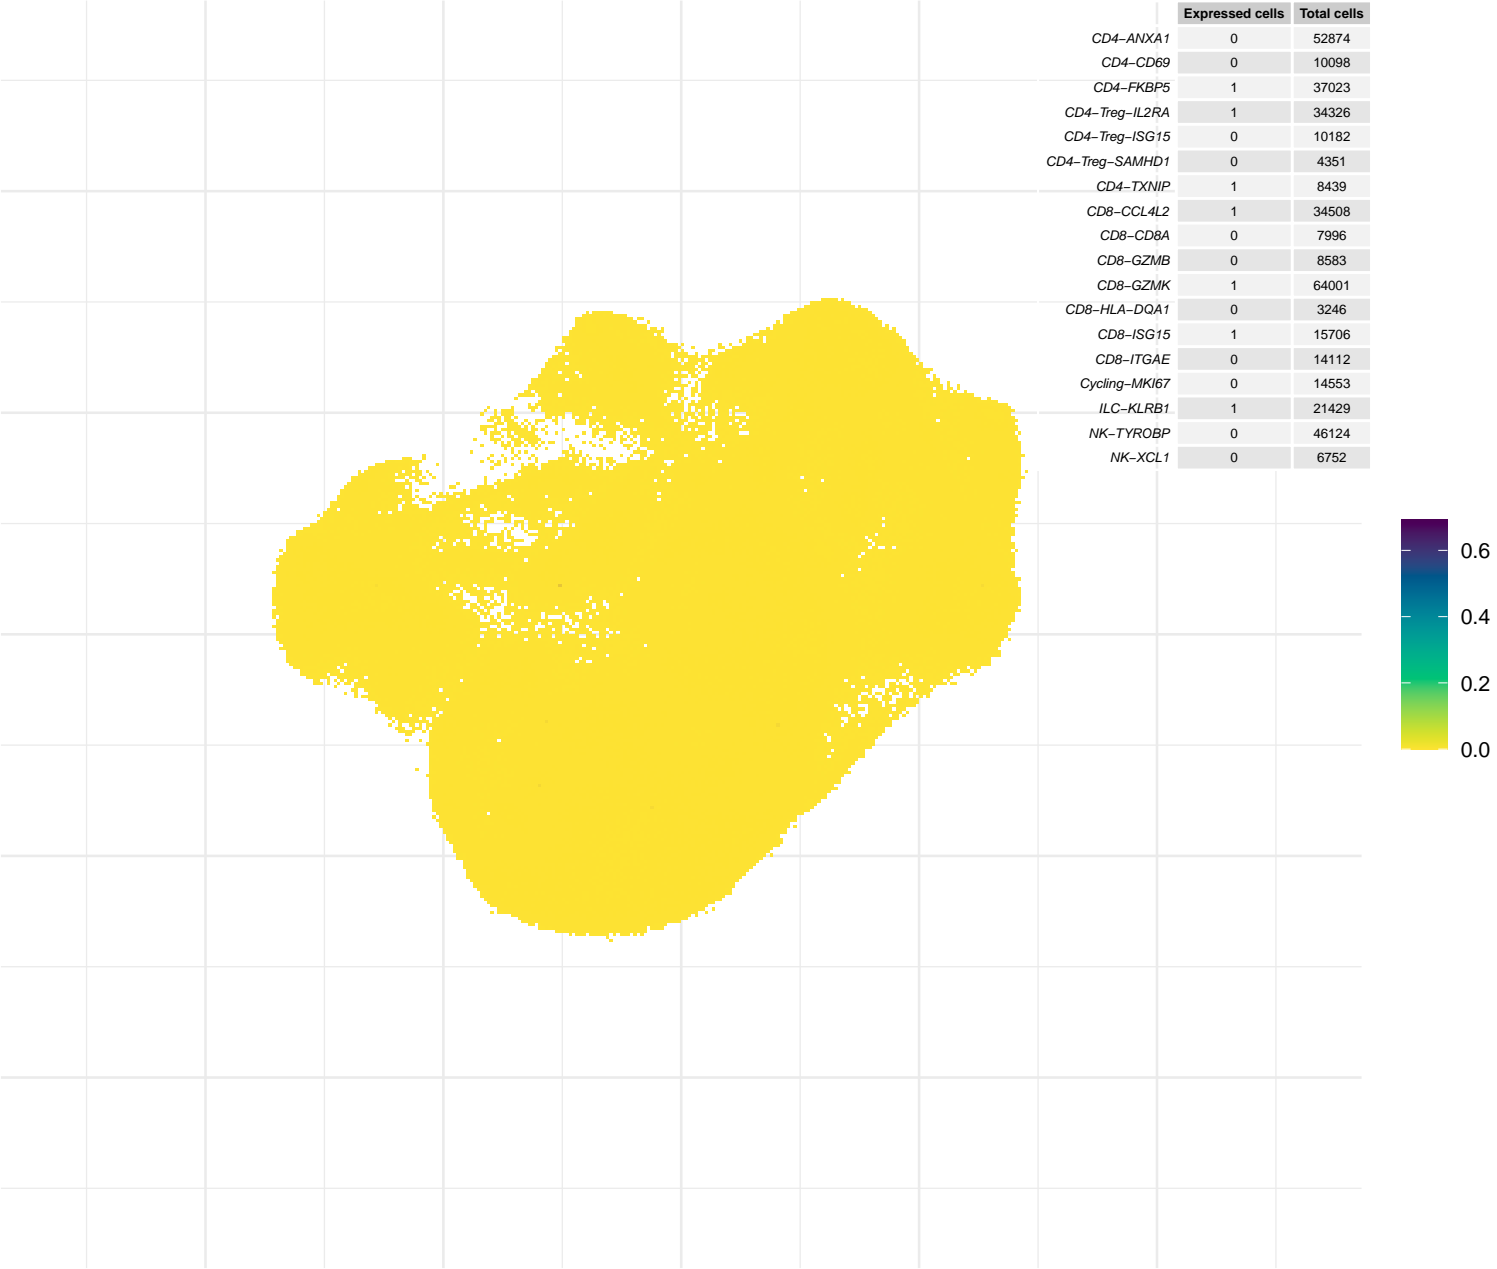 Expressed cells Total cells
CD4−ANXA1 0 52874
CD4−CD69 0 10098
CD4−FKBP5 1 37023
CD4−Treg−IL2RA 1 34326
CD4−Treg−ISG15 0 10182
CD4−Treg−SAMHD1 0 4351
CD4−TXNIP 1 8439
CD8−CCL4L2 1 34508
CD8−CD8A 0 7996
CD8−GZMB 0 8583
CD8−GZMK 1 64001
CD8−HLA−DQA1 0 3246
CD8−ISG15 1 15706
CD8−ITGAE 0 14112
Cycling−MKI67 0 14553
ILC−KLRB1 1 21429
NK−TYROBP 0 46124
NK−XCL1 0 6752
0.6
0.4
0.2
0.0